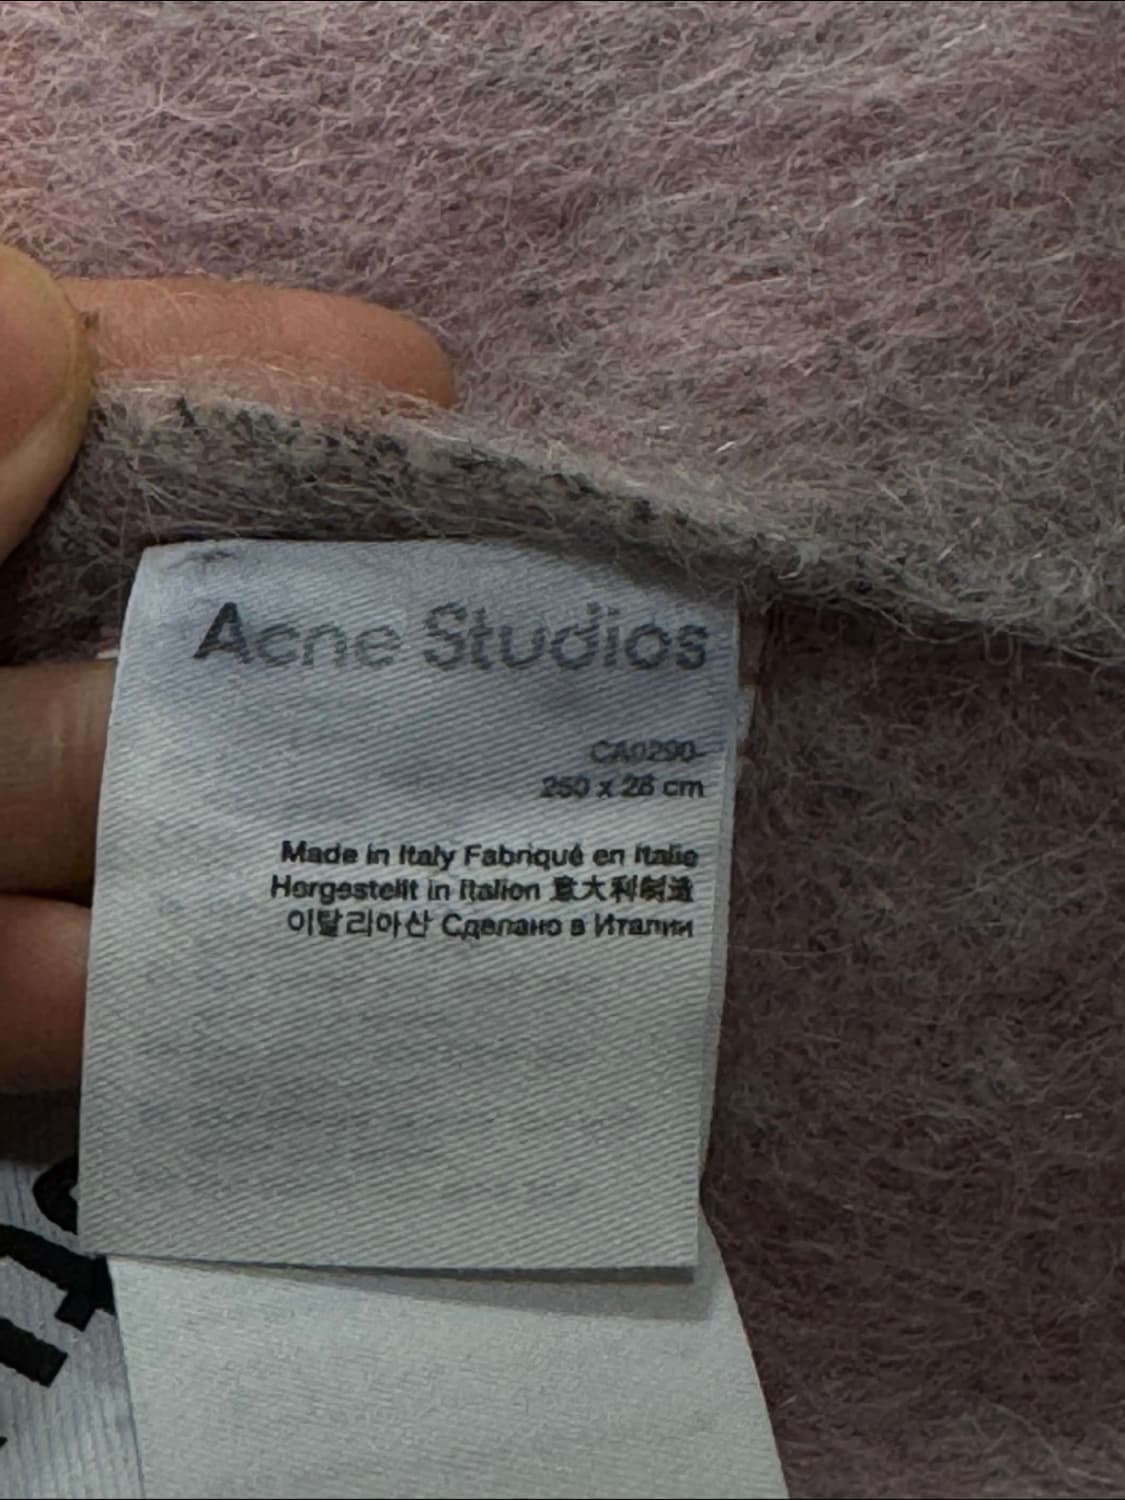 Acne Studios
CA0290-
250 x 28 cm
Made in Italy Fabriqué en Italie
Hergestellt in Italien 意大利制造
이탈리아산 Сделано в Италии